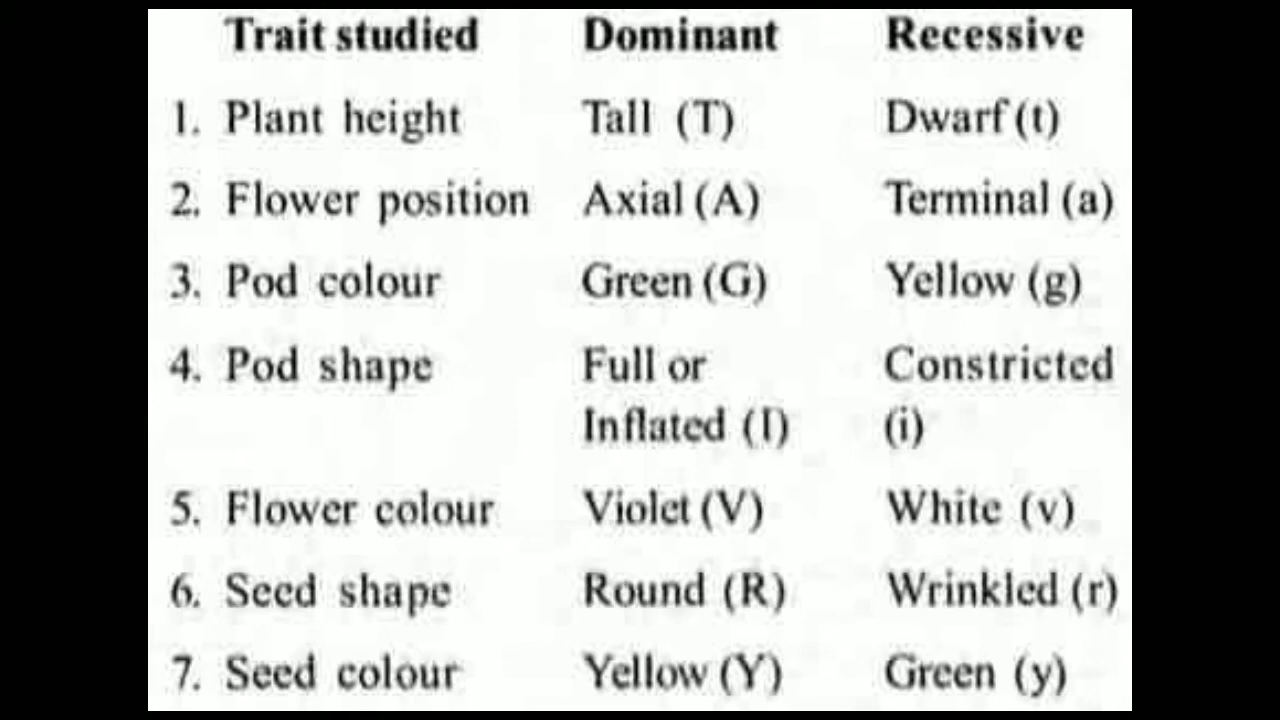 Trait studied Dominant Recessive
1. Plant height Tall (T) Dwarf (t)
2. Flower position Axial (A) Terminal (a)
3. Pod colour Green (G) Yellow (g)
4. Pod shape Full or Constricted
Inflated (I) (i)
5. Flower colour Violet (V) White (v)
6. Seed shape Round (R) Wrinkled (r)
7. Seed colour Yellow (Y) Green (y)